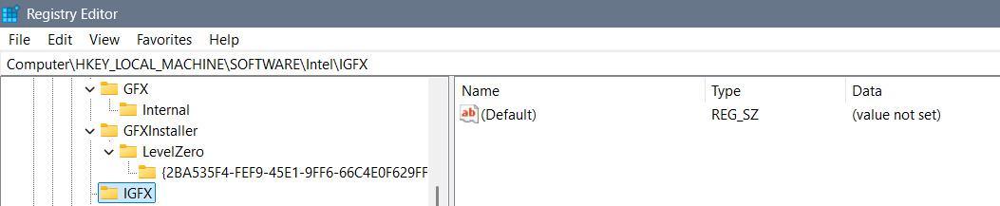 Registry Editor
File Edit View Favorites Help
Computer\HKEY_LOCAL_MACHINE\SOFTWARE\Intel\IGFX
GFX
Internal
GFXInstaller
LevelZero
{2BA535F4-FEF9-45E1-9FF6-66C4E0F629FF
IGFX
Name Type Data
ab (Default) REG_SZ (value not set)